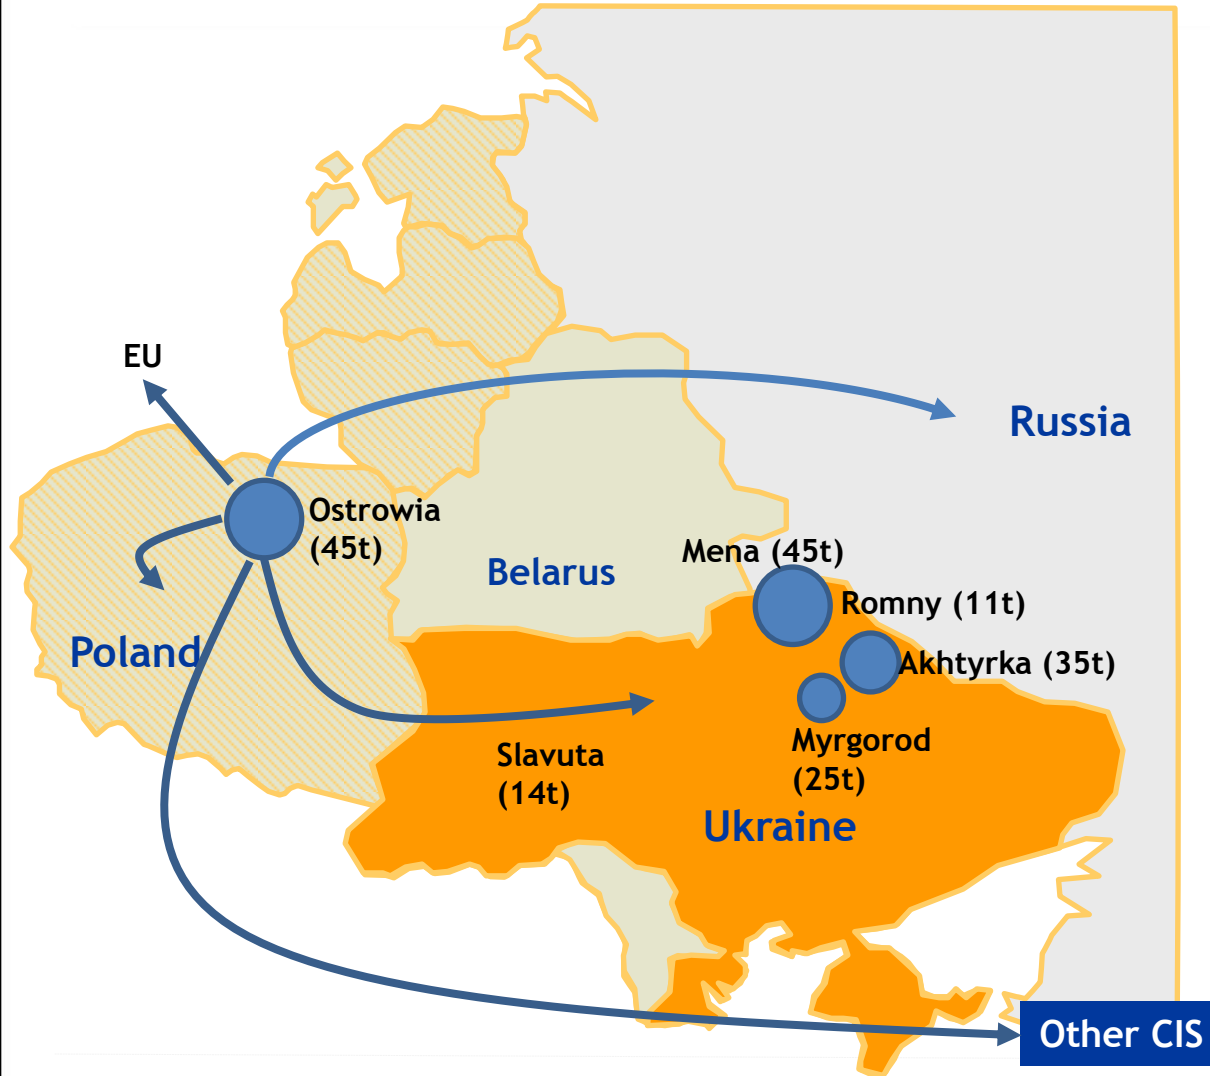 EU
Russia
Ostrowia
(45t)
Mena (45t)
Belarus
Romny (11t)
Poland
Akhtyrka (35t)
Myrgorod
(25t)
Slavuta
(14t)
Ukraine
Other CIS